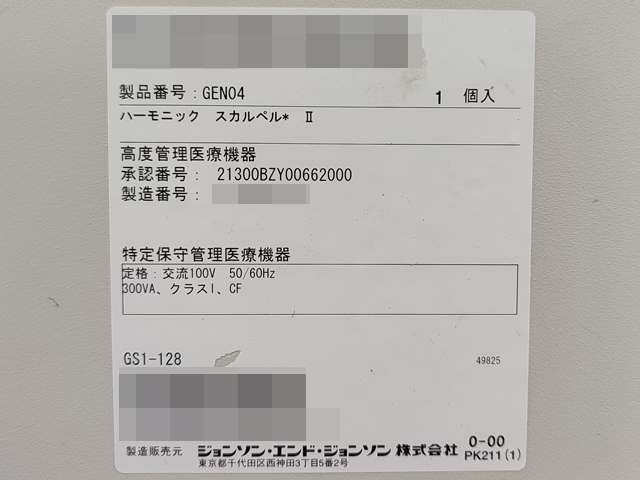 製品番号：GEN04 1 個入
ハーモニック スカルペル* Ⅱ
高度管理医療機器
承認番号： 21300BZY00662000
製造番号：
特定保守管理医療機器
定格：交流100V 50/60Hz
300VA、クラスⅠ、CF
GS1-128 49825
製造販売元 ジョンソン・エンド・ジョンソン 株式会社 0-00
東京都千代田区西神田3丁目5番2号 PK211(1)